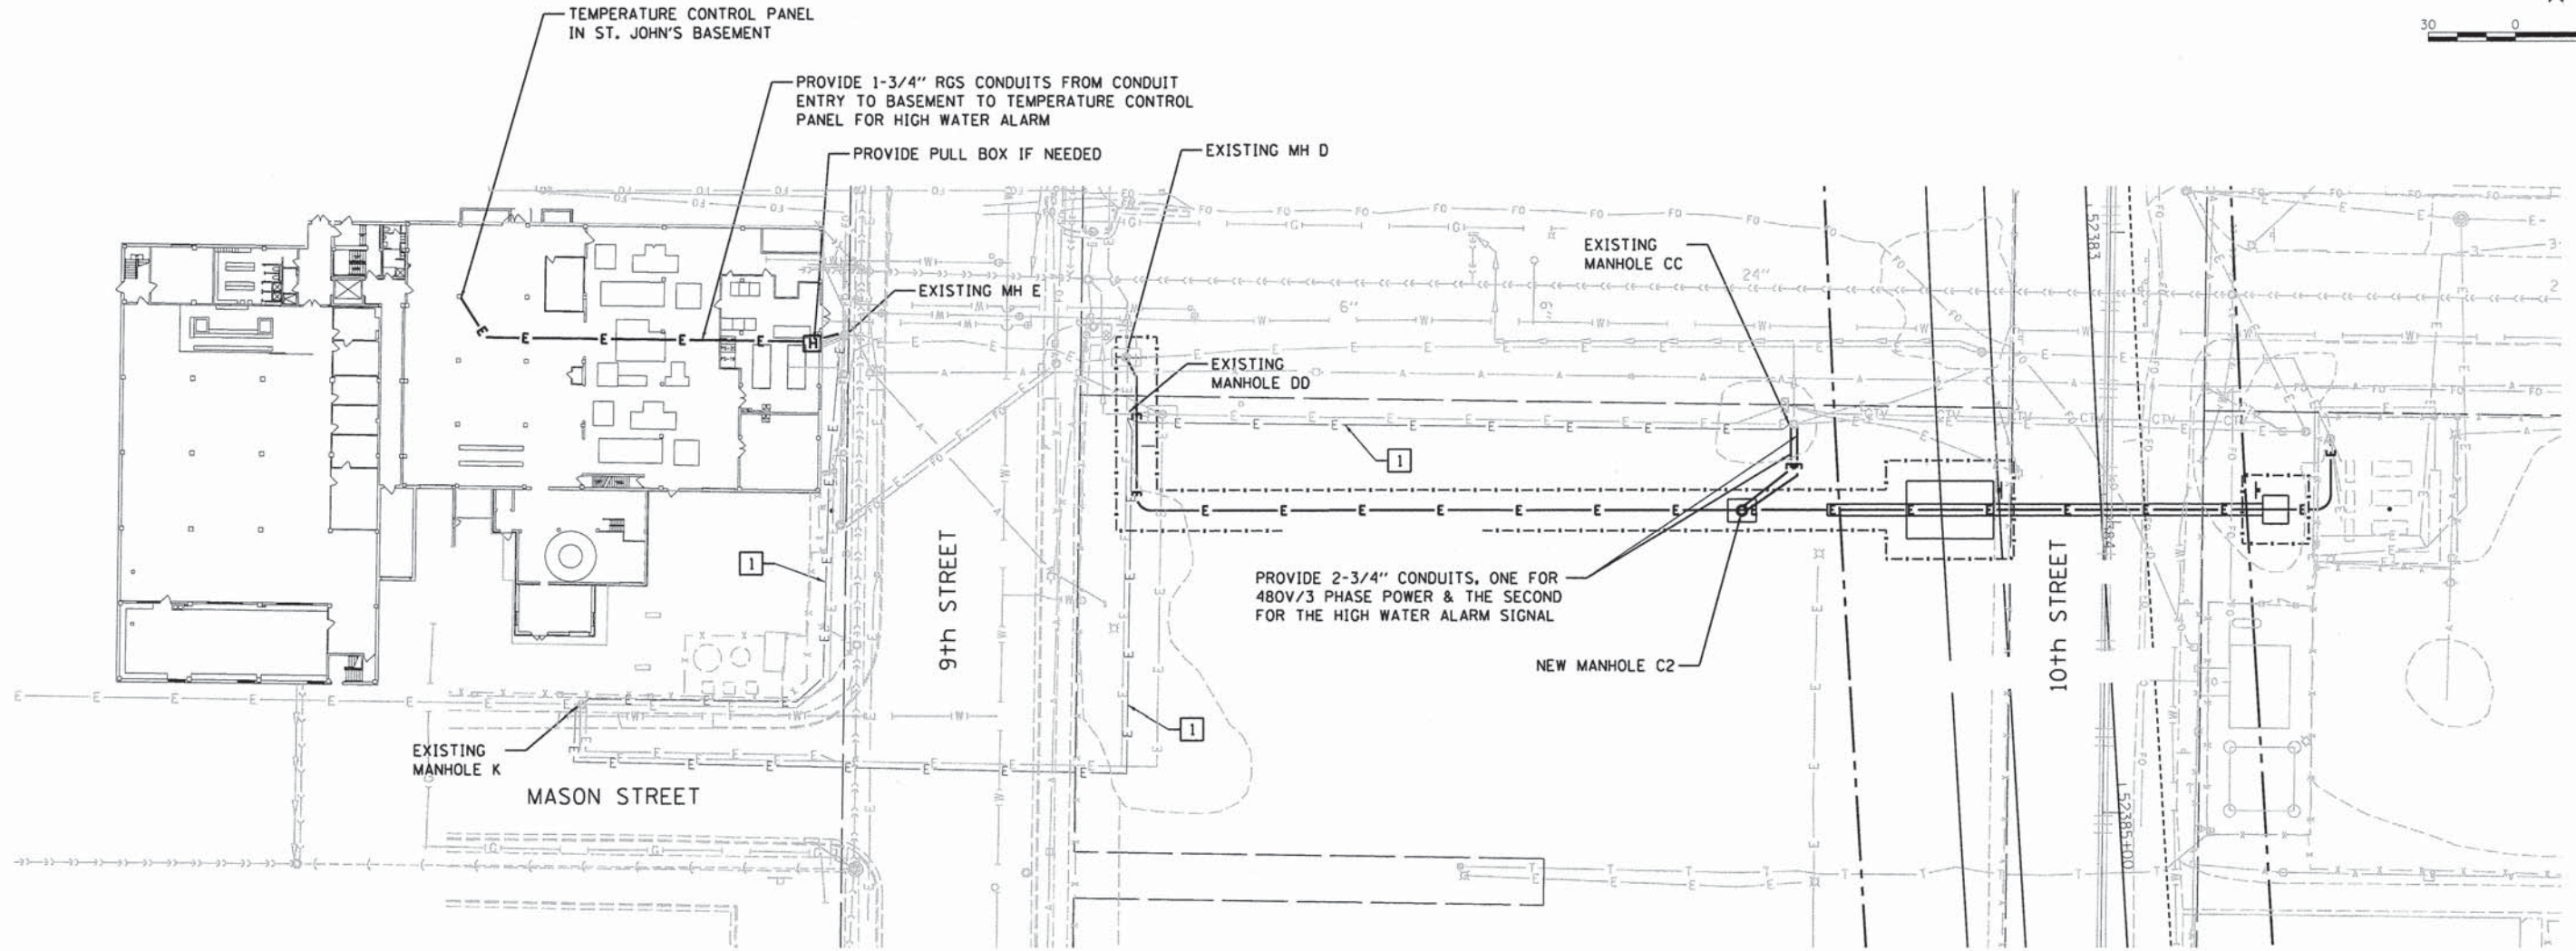 TEMPERATURE CONTROL PANEL
IN ST. JOHN'S BASEMENT
30 0
PROVIDE 1-3/4" RGS CONDUITS FROM CONDUIT
ENTRY TO BASEMENT TO TEMPERATURE CONTROL
PANEL FOR HIGH WATER ALARM
PROVIDE PULL BOX IF NEEDED
EXISTING MH D
EXISTING
MANHOLE CC
24"
52383
EXISTING MH E
6"
6"
EXISTING
MANHOLE DD
H
1
1
9th STREET
PROVIDE 2-3/4" CONDUITS, ONE FOR
480V/3 PHASE POWER & THE SECOND
FOR THE HIGH WATER ALARM SIGNAL
10th STREET
NEW MANHOLE C2
1
EXISTING
MANHOLE K
MASON STREET
52385+00